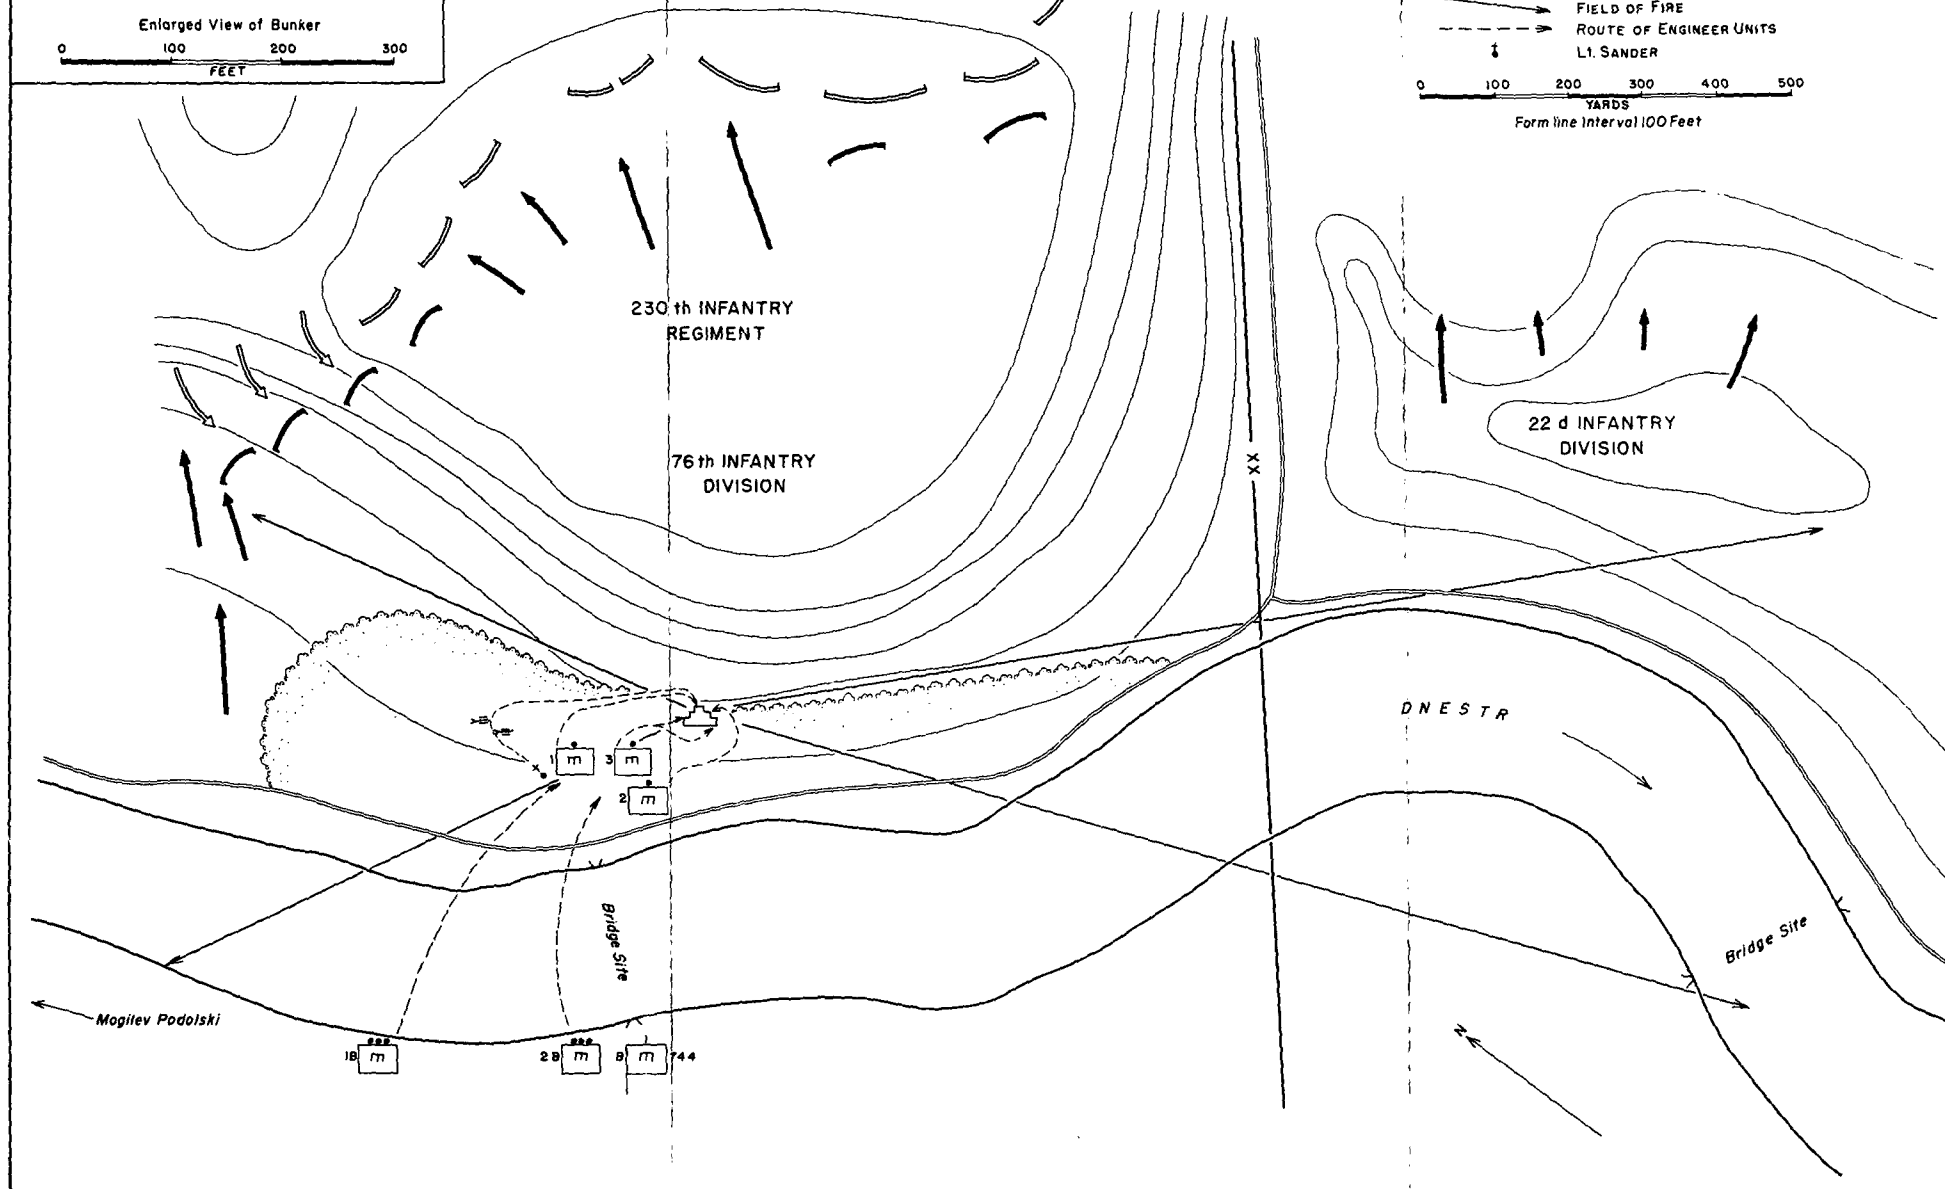 Enlarged View of Bunker
0 100 200 300
FEET
FIELD OF FIRE
ROUTE OF ENGINEER UNITS
Lt. SANDER
0 100 200 300 400 500
YARDS
Form line Interval 100 Feet
230th INFANTRY
REGIMENT
22d INFANTRY
DIVISION
76th INFANTRY
DIVISION
XX
DNESTR
x
1 E
3 E
2 E
Bridge Site
Bridge Site
Mogilev Podolski
N
1B E
2B E
B E 744